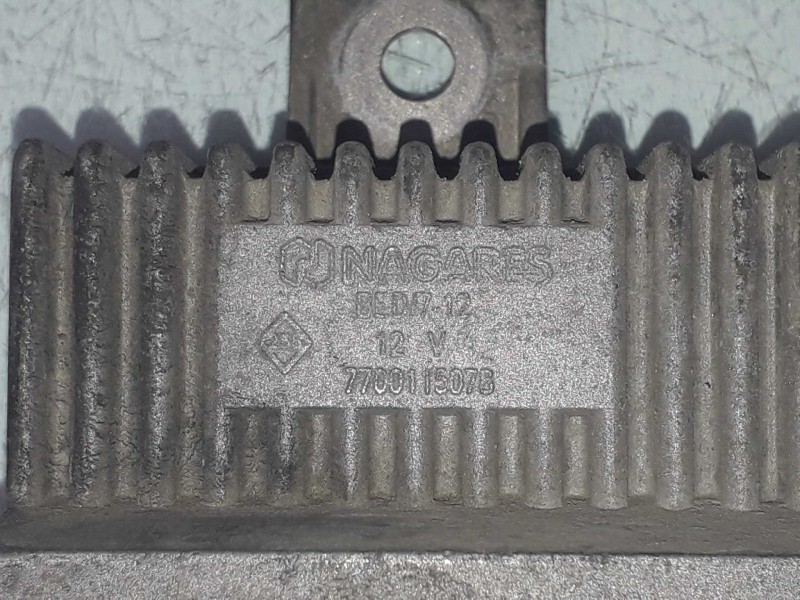 NAGARES
BED/7-12
12 V
7700115078